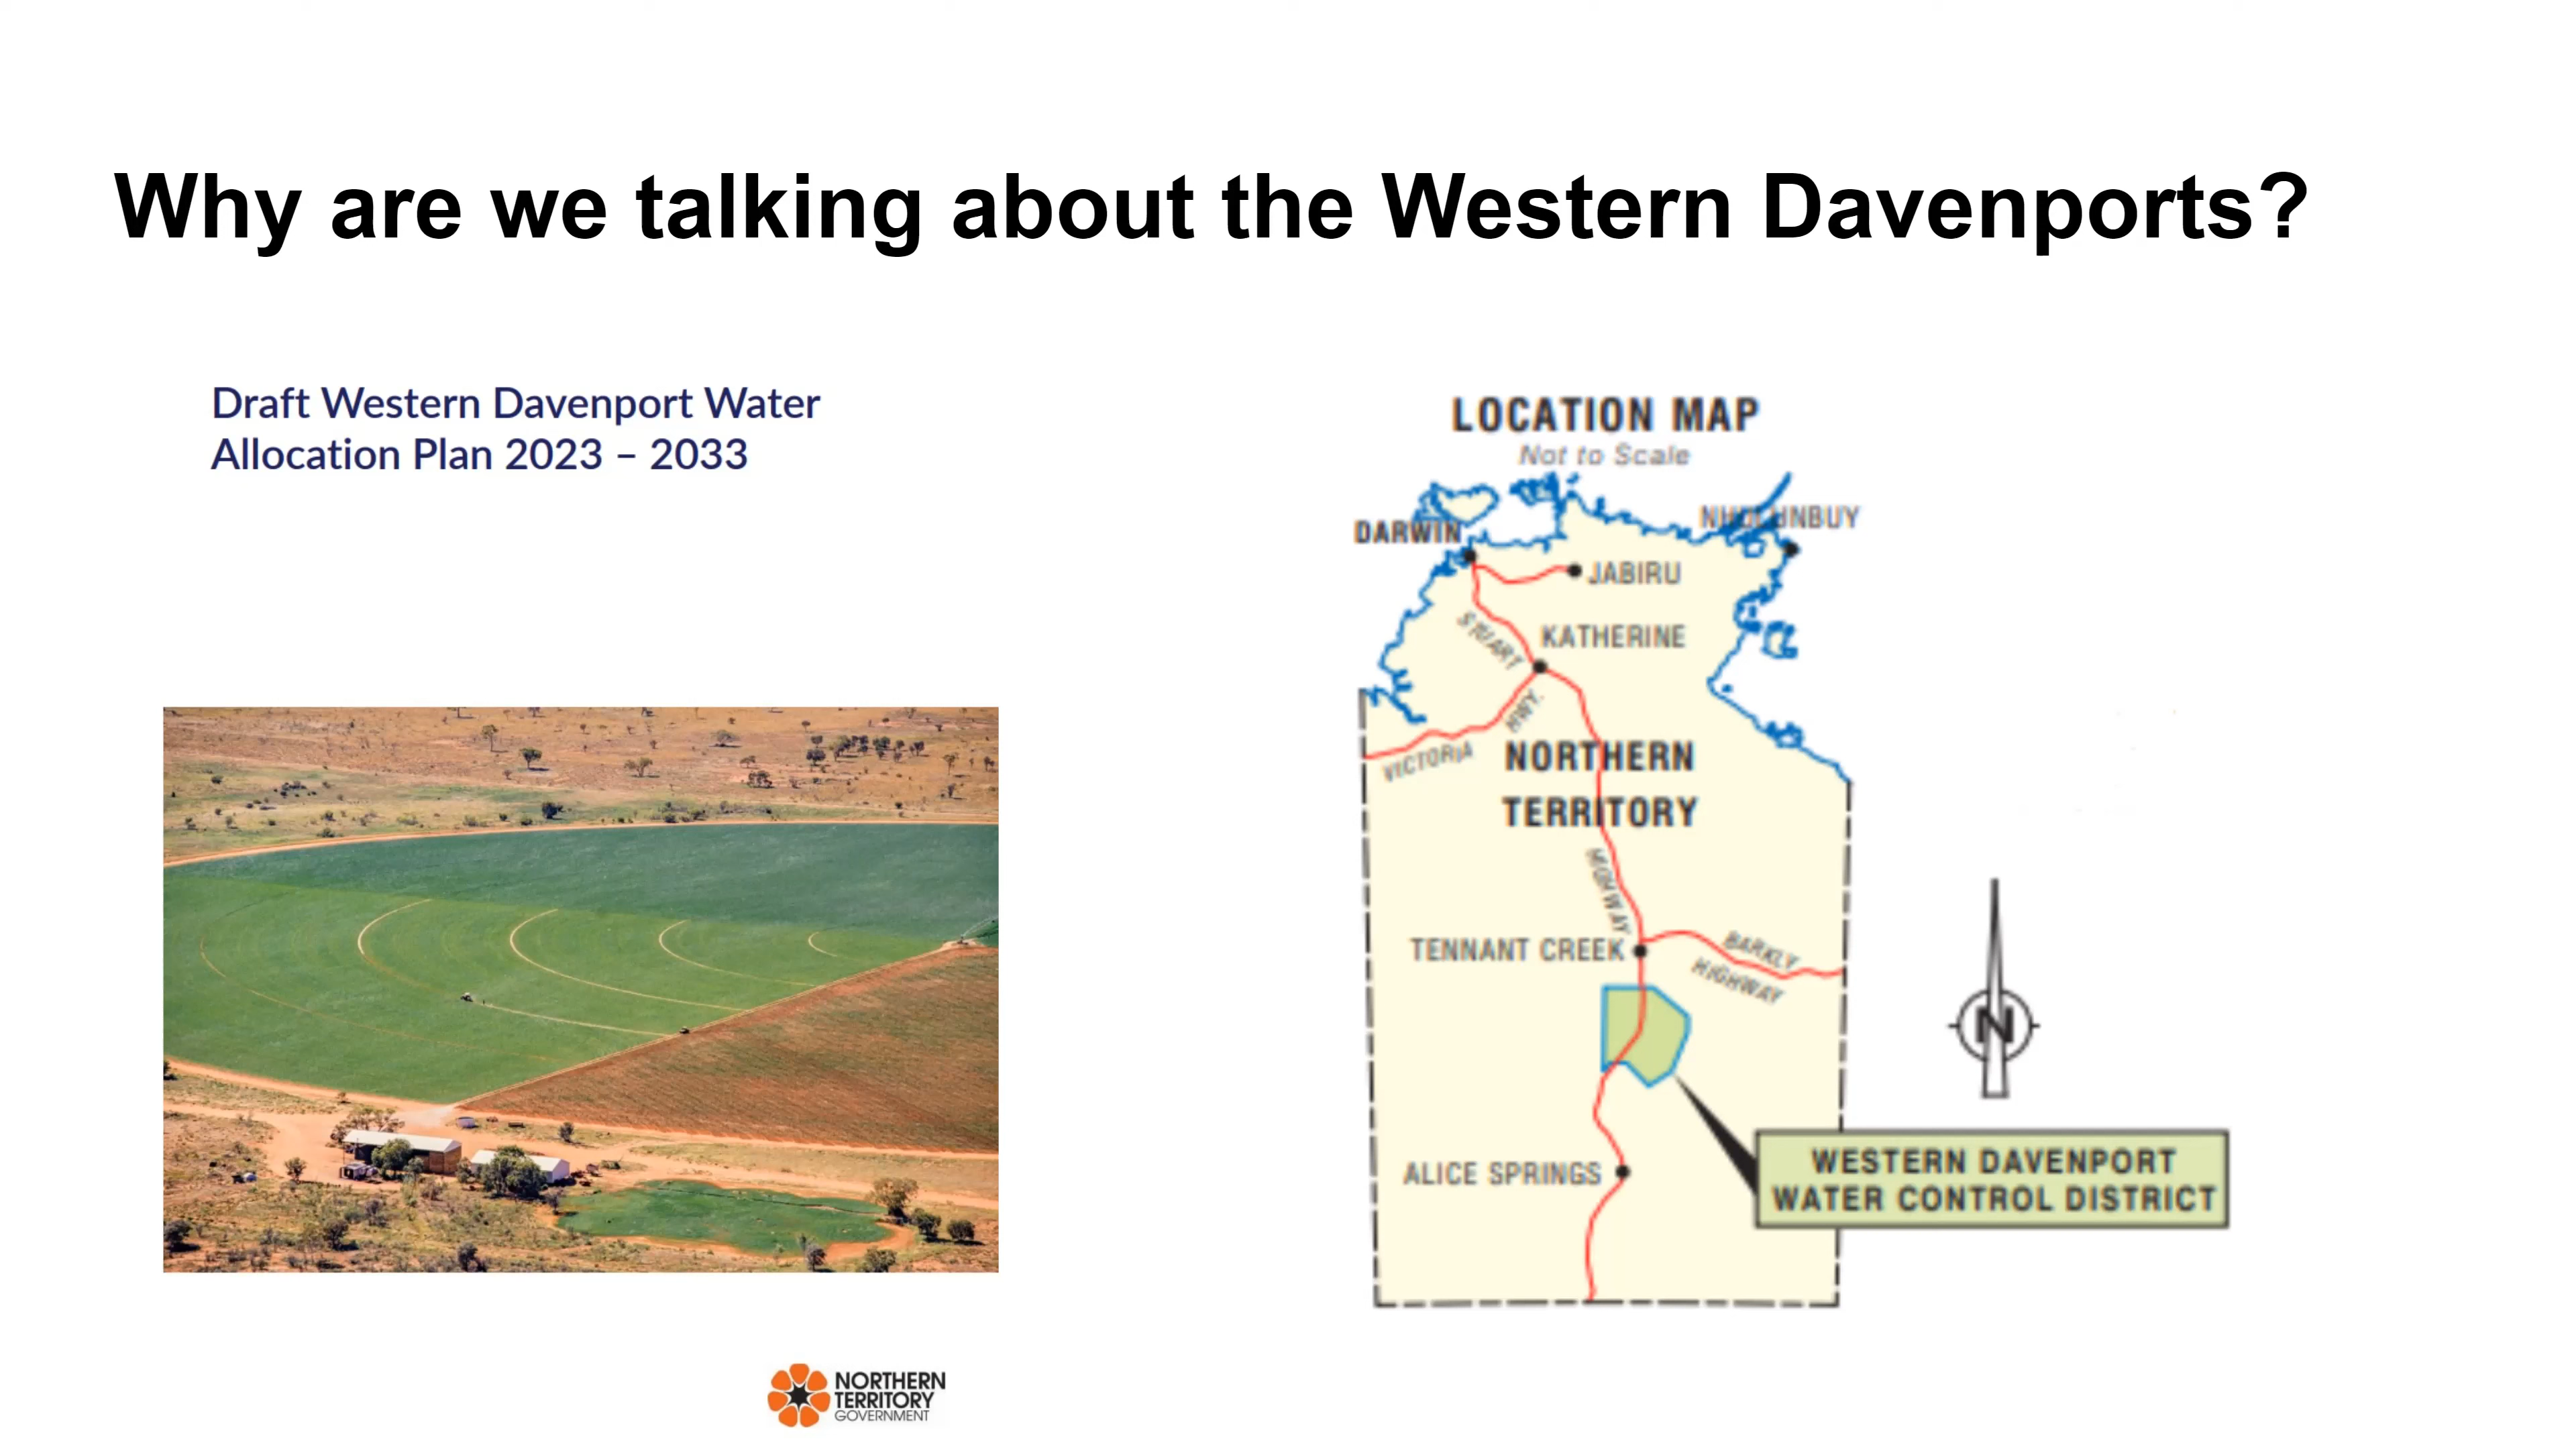 Why are we talking about the Western Davenports?
Draft Western Davenport Water
Allocation Plan 2023 – 2033
LOCATION MAP
Not to Scale
DARWIN
JABIRU
KATHERINE
STUART
HWY.
VICTORIA
NORTHERN
TERRITORY
HIGHWAY
TENNANT CREEK
BARKLY
HIGHWAY
N
ALICE SPRINGS
WESTERN DAVENPORT
WATER CONTROL DISTRICT
NORTHERN
TERRITORY
GOVERNMENT